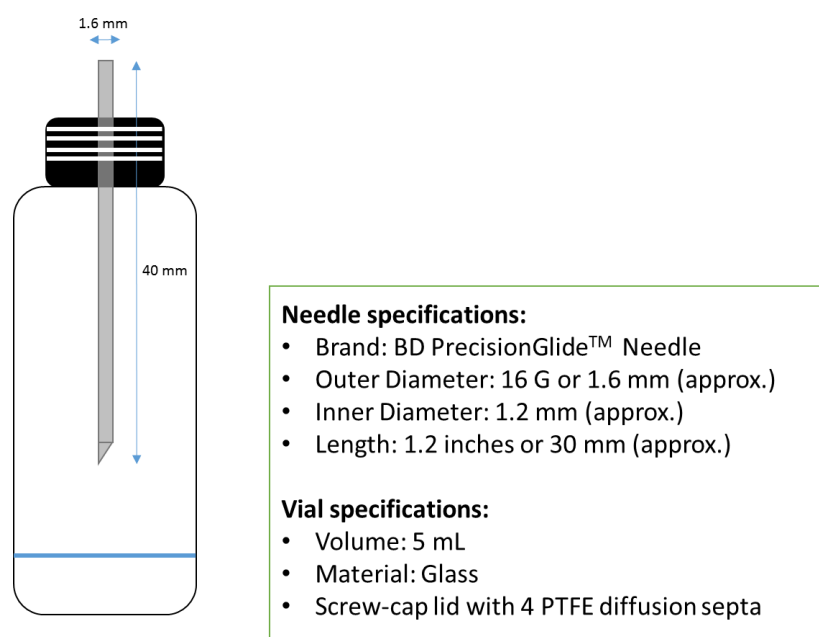 1.6 mm
40 mm
Needle specifications:
• Brand: BD PrecisionGlide™ Needle
• Outer Diameter: 16 G or 1.6 mm (approx.)
• Inner Diameter: 1.2 mm (approx.)
• Length: 1.2 inches or 30 mm (approx.)
Vial specifications:
• Volume: 5 mL
• Material: Glass
• Screw-cap lid with 4 PTFE diffusion septa